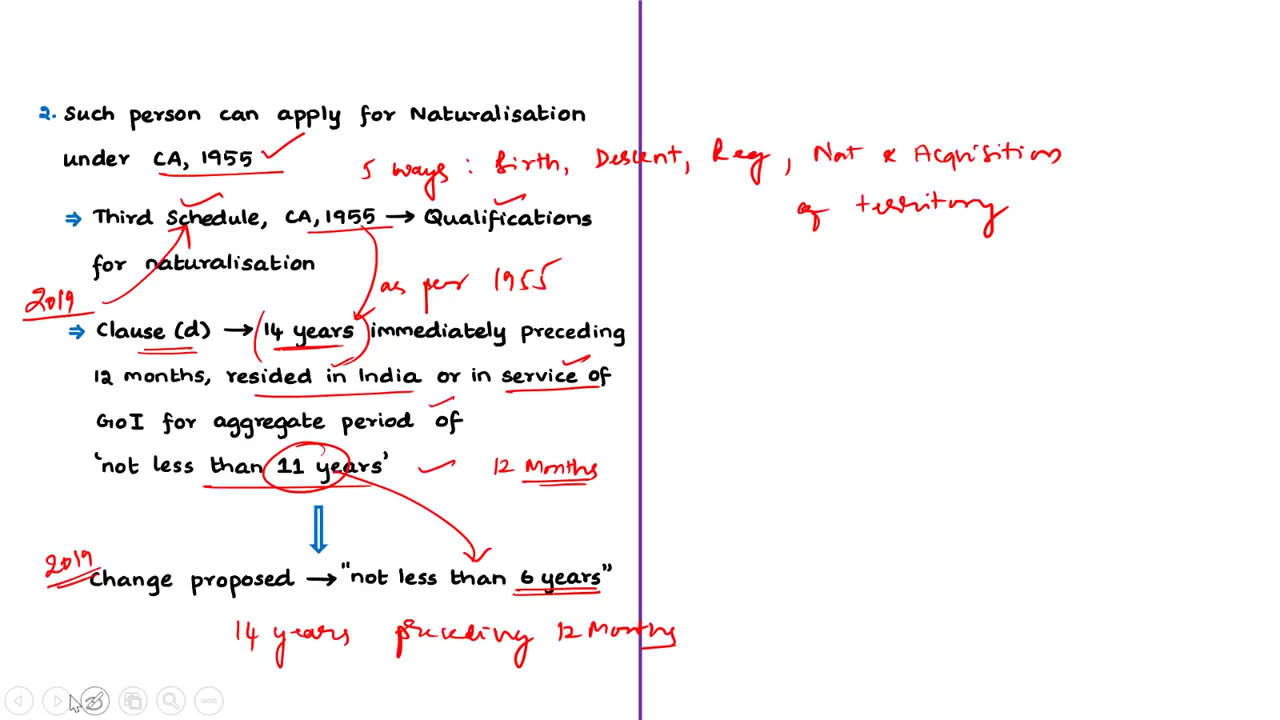 2. Such person can apply for Naturalisation
under CA, 1955
5 ways : Birth, Descent, Reg, Nat & Acquisition
of territory
⇒ Third Schedule, CA, 1955 → Qualifications
for naturalisation
2019
as per 1955
⇒ Clause (d) → (14 years) immediately preceding
12 months, resided in India or in service of
GoI for aggregate period of
'not less than 11 years'
12 Months
2019
Change proposed → "not less than 6 years"
14 years preceding 12 Months